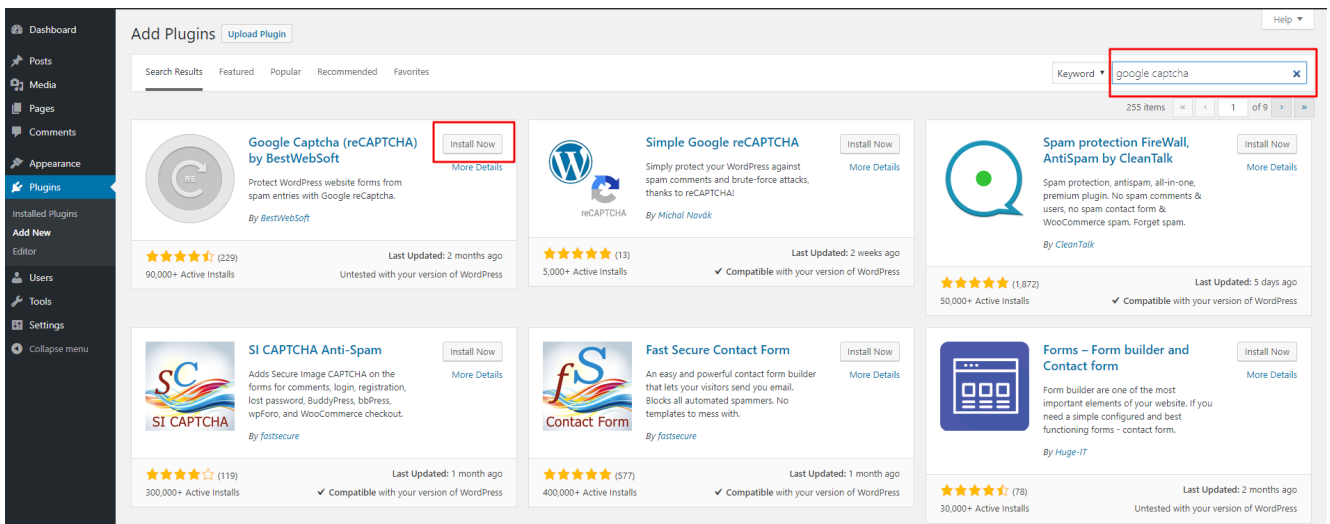 Dashboard
Posts
Media
Pages
Comments
Appearance
Plugins
Installed Plugins
Add New
Editor
Users
Tools
Settings
Collapse menu
Help ▼
Add Plugins Upload Plugin
Search Results Featured Popular Recommended Favorites
Keyword ▼ google captcha ×
255 items « ‹ 1 of 9 › »
RE
Google Captcha (reCAPTCHA)
by BestWebSoft
Install Now
More Details
Protect WordPress website forms from
spam entries with Google reCaptcha.
By BestWebSoft
(229)
Last Updated: 2 months ago
90,000+ Active Installs
Untested with your version of WordPress
reCAPTCHA
Simple Google reCAPTCHA
Install Now
More Details
Simply protect your WordPress against
spam comments and brute-force attacks,
thanks to reCAPTCHA!
By Michal Novák
(13)
Last Updated: 2 weeks ago
5,000+ Active Installs
✔ Compatible with your version of WordPress
Spam protection FireWall,
AntiSpam by CleanTalk
Install Now
More Details
Spam protection, antispam, all-in-one,
premium plugin. No spam comments &
users, no spam contact form &
WooCommerce spam. Forget spam.
By CleanTalk
(1,872)
Last Updated: 5 days ago
50,000+ Active Installs
✔ Compatible with your version of WordPress
SC
SI CAPTCHA
SI CAPTCHA Anti-Spam
Install Now
More Details
Adds Secure Image CAPTCHA on the
forms for comments, login, registration,
lost password, BuddyPress, bbPress,
wpForo, and WooCommerce checkout.
By fastsecure
(119)
Last Updated: 1 month ago
300,000+ Active Installs
✔ Compatible with your version of WordPress
fS
Contact Form
Fast Secure Contact Form
Install Now
More Details
An easy and powerful contact form builder
that lets your visitors send you email.
Blocks all automated spammers. No
templates to mess with.
By fastsecure
(577)
Last Updated: 1 month ago
400,000+ Active Installs
✔ Compatible with your version of WordPress
Forms – Form builder and
Contact form
Install Now
More Details
Form builder are one of the most
important elements of your website. If you
need a simple configured and best
functioning forms - contact form.
By Huge-IT
(78)
Last Updated: 2 months ago
30,000+ Active Installs
Untested with your version of WordPress